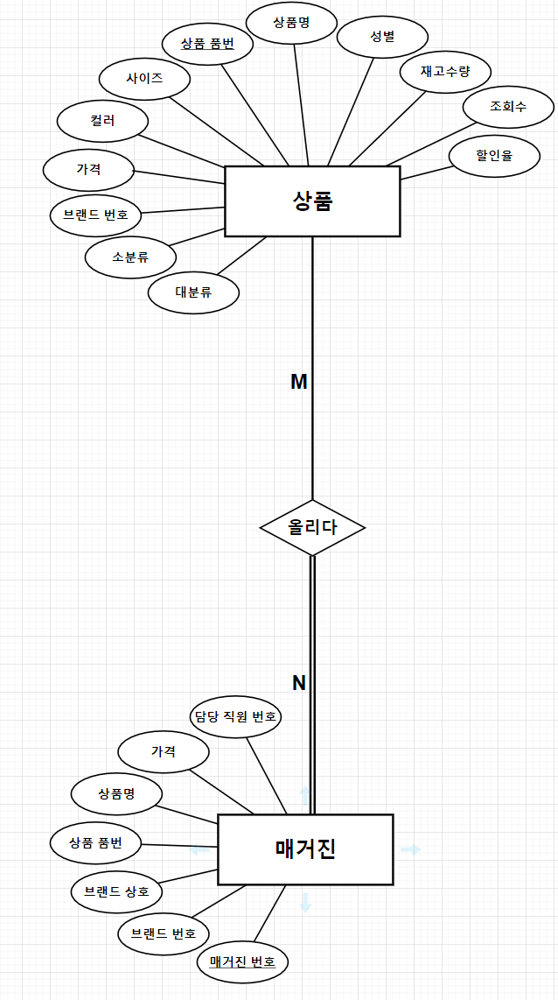 상품명
성별
상품 품번
재고수량
사이즈
조회수
컬러
할인율
가격
상품
브랜드 번호
소분류
대분류
M
올리다
N
담당 직원 번호
가격
상품명
상품 품번
매거진
브랜드 상호
브랜드 번호
매거진 번호